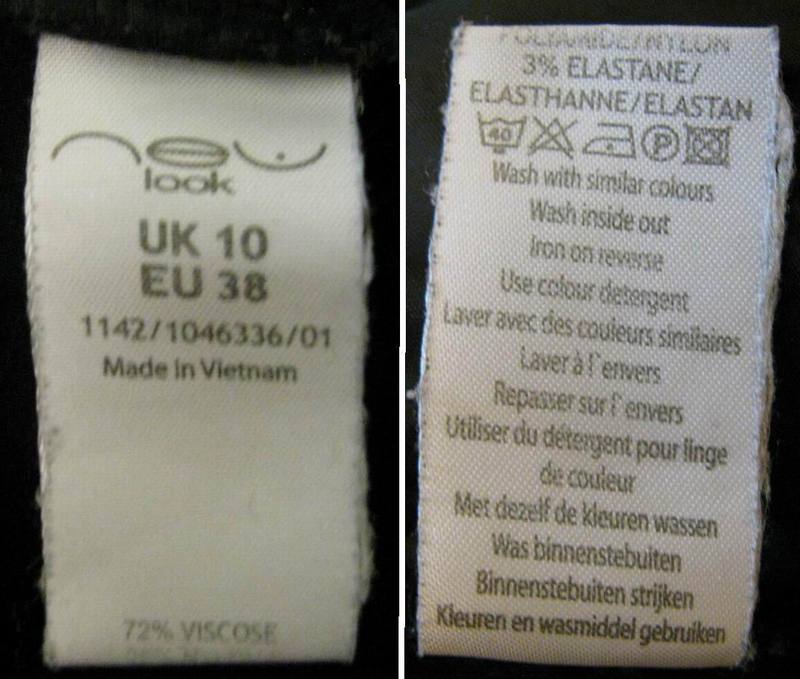 new
look
UK 10
EU 38
1142/1046336/01
Made in Vietnam
72% VISCOSE
POLYAMIDE/NYLON
3% ELASTANE/
ELASTHANNE/ELASTAN
40 P
Wash with similar colours
Wash inside out
Iron on reverse
Use colour detergent
Laver avec des couleurs similaires
Laver à l'envers
Repasser sur l'envers
Utiliser du détergent pour linge
de couleur
Met dezelf de kleuren wassen
Was binnenstebuiten
Binnenstebuiten strijken
Kleuren en wasmiddel gebruiken